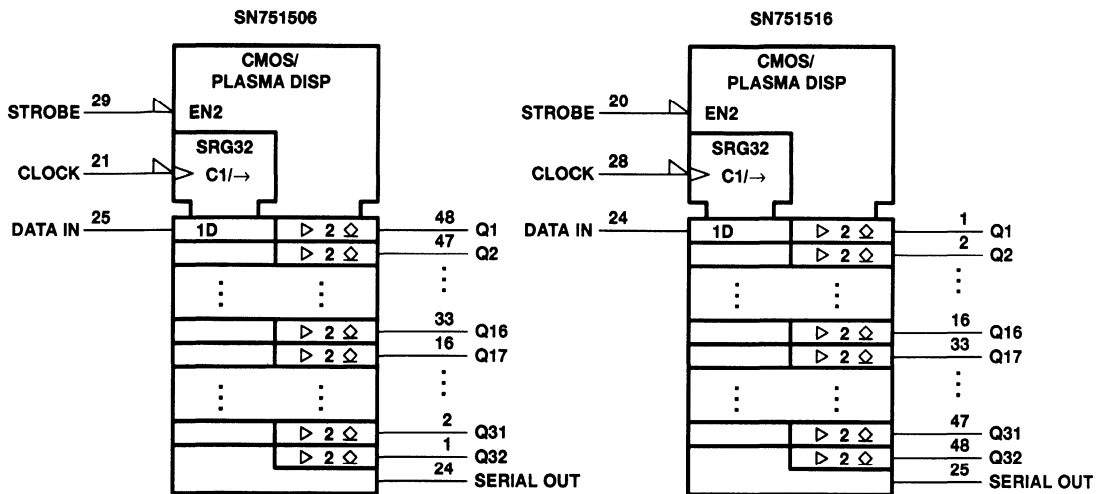 SN751506
CMOS/
PLASMA DISP
STROBE 29 EN2
SRG32
CLOCK 21 C1/→
DATA IN 25 1D ▷ 2 ◇ 48 Q1
▷ 2 ◇ 47 Q2
▷ 2 ◇ 33 Q16
▷ 2 ◇ 16 Q17
▷ 2 ◇ 2 Q31
▷ 2 ◇ 1 Q32
24 SERIAL OUT
SN751516
CMOS/
PLASMA DISP
STROBE 20 EN2
SRG32
CLOCK 28 C1/→
DATA IN 24 1D ▷ 2 ◇ 1 Q1
▷ 2 ◇ 2 Q2
▷ 2 ◇ 16 Q16
▷ 2 ◇ 33 Q17
▷ 2 ◇ 47 Q31
▷ 2 ◇ 48 Q32
25 SERIAL OUT